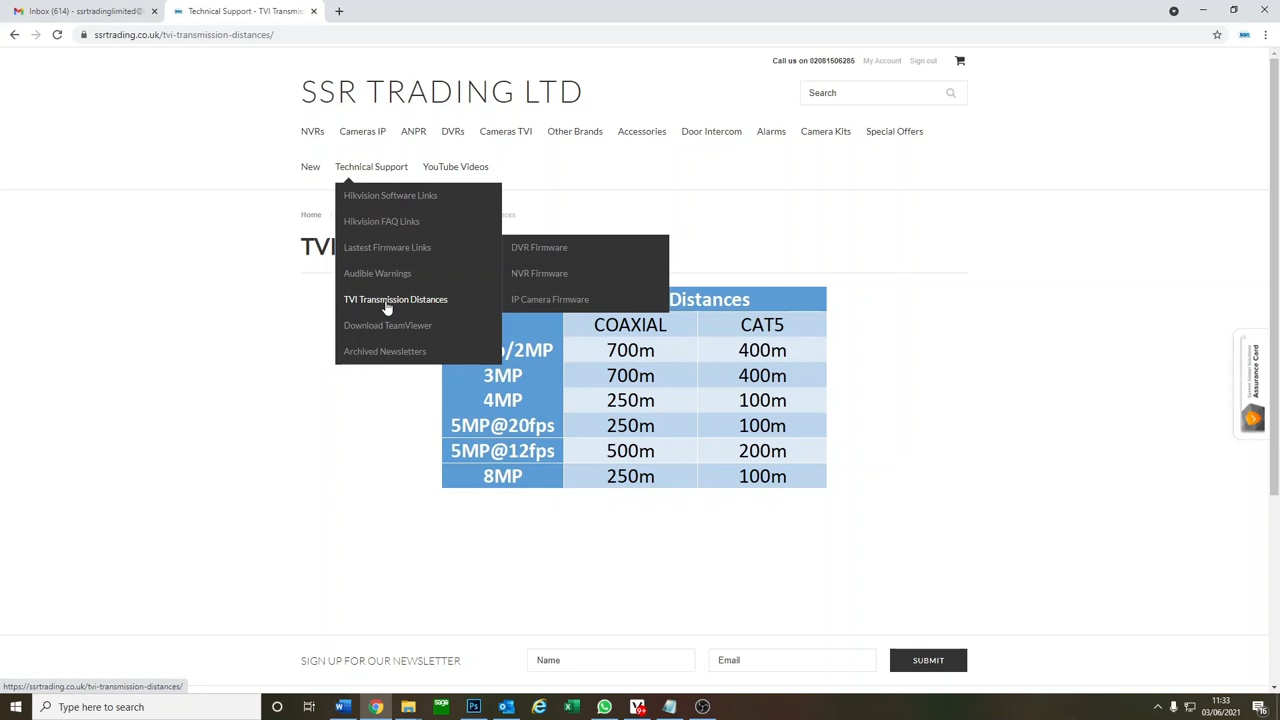 Inbox (614) - ssrtradinglimited@
Technical Support - TVI Transmis
ssrtrading.co.uk/tvi-transmission-distances/
Call us on 02081506285 My Account Sign out
SSR TRADING LTD
Search
NVRs Cameras IP ANPR DVRs Cameras TVI Other Brands Accessories Door Intercom Alarms Camera Kits Special Offers
New Technical Support YouTube Videos
Hikvision Software Links
Home
Hikvision FAQ Links
TVI
Lastest Firmware Links
DVR Firmware
Audible Warnings
NVR Firmware
TVI Transmission Distances
IP Camera Firmware
Distances
Download TeamViewer
COAXIAL CAT5
Archived Newsletters
/2MP 700m 400m
3MP 700m 400m
4MP 250m 100m
5MP@20fps 250m 100m
5MP@12fps 500m 200m
8MP 250m 100m
Assurance Card
SIGN UP FOR OUR NEWSLETTER Name Email SUBMIT
https://ssrtrading.co.uk/tvi-transmission-distances/
Type here to search
11:33
03/06/2021